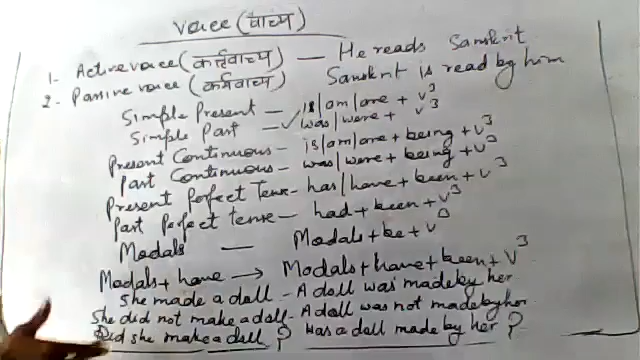 Voice (वाच्य)
1- Active voice (कर्तृवाच्य) — He reads Sanskrit
2- Passive voice (कर्मवाच्य) Sanskrit is read by him
Simple Present — is/am/are + V3
Simple Past — ✓ was/were + V3
Present Continuous - is/am/are + being + V3
Past Continuous - was/were + being + V3
Present Perfect Tense - has/have + been + V3
Past Perfect Tense - had + been + V3
Modals — Modals + be + V3
Modals + have → Modals + have + been + V3
She made a doll - A doll was made by her
She did not make a doll - A doll was not made by her
Did she make a doll ? Was a doll made by her ?